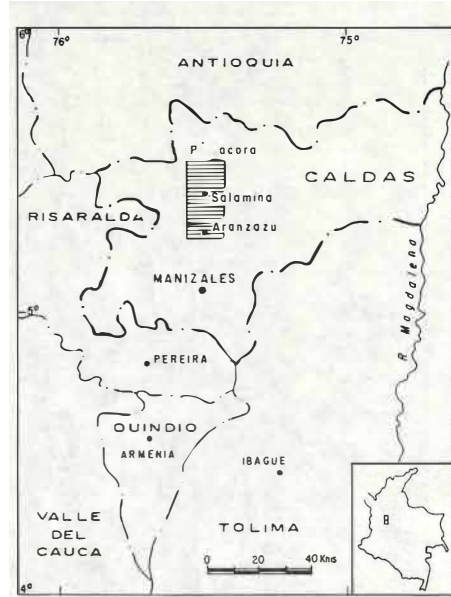 76°
75°
6°
ANTIOQUIA
P acora
CALDAS
Salamina
RISARALDA
Aranzazu
MANIZALES
R. Magdalena
5°
PEREIRA
QUINDIO
ARMENIA
IBAGUE
VALLE
DEL
CAUCA
TOLIMA
0 20 40 Kms
4°